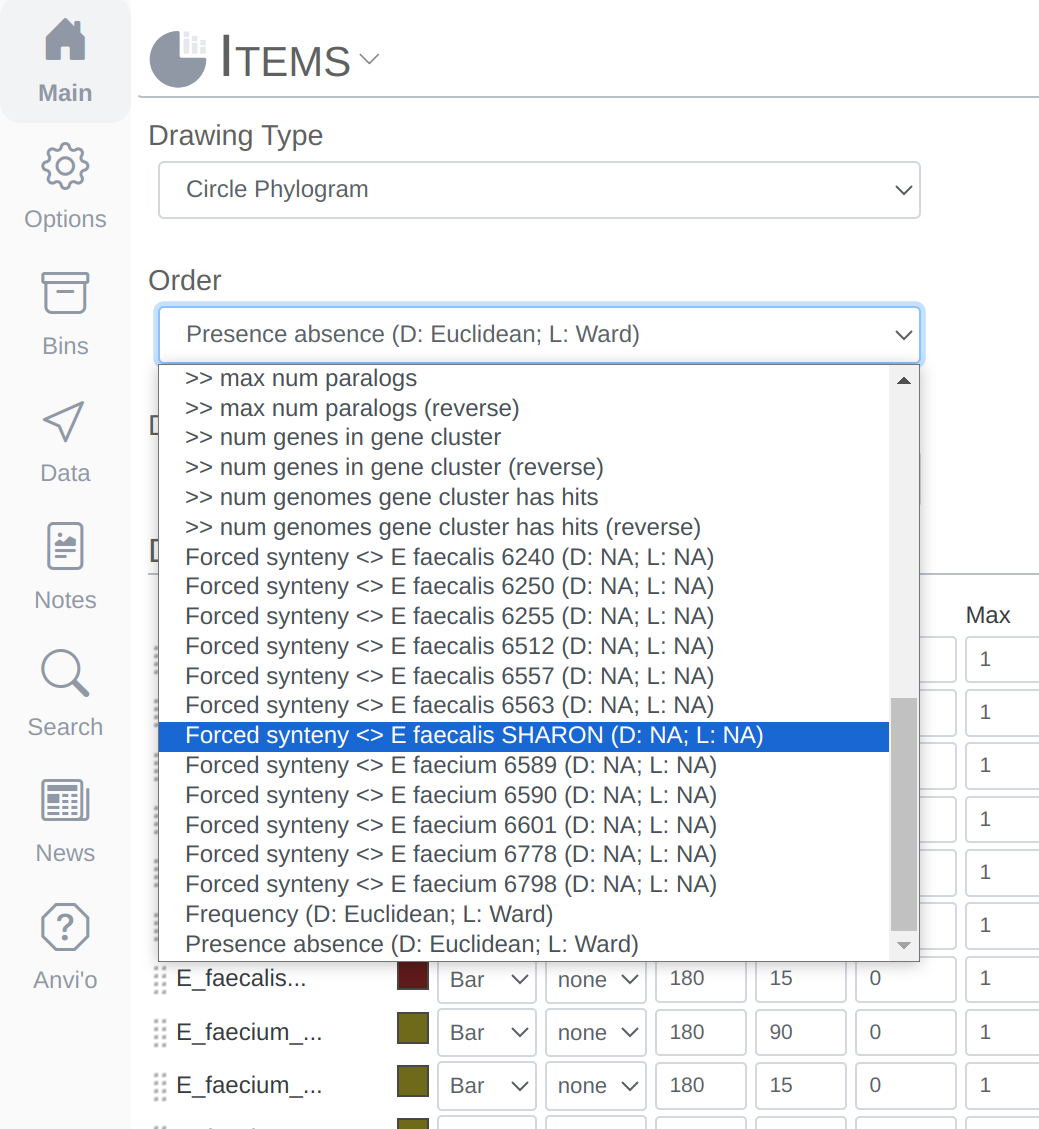 Main
Options
Bins
Data
Notes
Search
News
Anvi'o
ITEMS
Drawing Type
Circle Phylogram
Order
Presence absence (D: Euclidean; L: Ward)
>> max num paralogs
>> max num paralogs (reverse)
>> num genes in gene cluster
>> num genes in gene cluster (reverse)
>> num genomes gene cluster has hits
>> num genomes gene cluster has hits (reverse)
Forced synteny <> E faecalis 6240 (D: NA; L: NA)
Forced synteny <> E faecalis 6250 (D: NA; L: NA)
Forced synteny <> E faecalis 6255 (D: NA; L: NA)
Forced synteny <> E faecalis 6512 (D: NA; L: NA)
Forced synteny <> E faecalis 6557 (D: NA; L: NA)
Forced synteny <> E faecalis 6563 (D: NA; L: NA)
Forced synteny <> E faecalis SHARON (D: NA; L: NA)
Forced synteny <> E faecium 6589 (D: NA; L: NA)
Forced synteny <> E faecium 6590 (D: NA; L: NA)
Forced synteny <> E faecium 6601 (D: NA; L: NA)
Forced synteny <> E faecium 6778 (D: NA; L: NA)
Forced synteny <> E faecium 6798 (D: NA; L: NA)
Frequency (D: Euclidean; L: Ward)
Presence absence (D: Euclidean; L: Ward)
Max
1
1
1
1
1
1
E_faecalis... Bar none 180 15 0 1
E_faecium_... Bar none 180 90 0 1
E_faecium_... Bar none 180 15 0 1